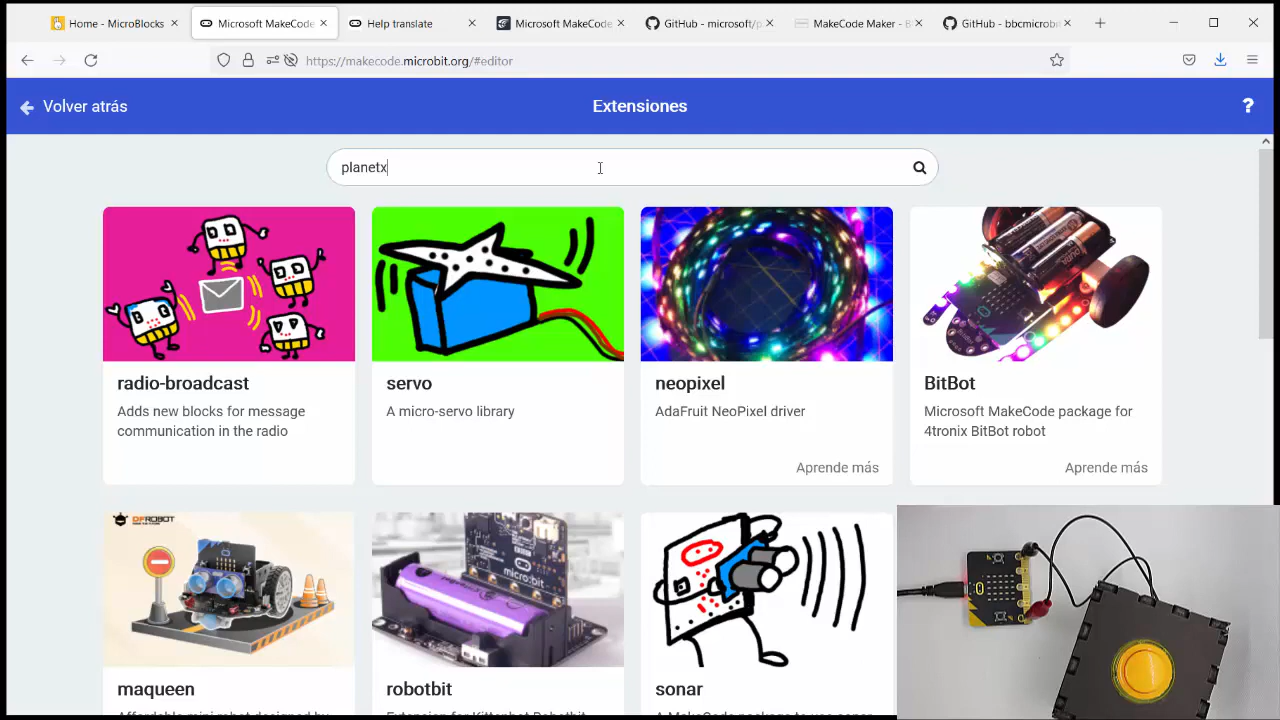 Home - MicroBlocks
Microsoft MakeCode
Help translate
Microsoft MakeCode
GitHub - microsoft/p
MakeCode Maker - B
GitHub - bbcmicrobit
https://makecode.microbit.org/#editor
Volver atrás
Extensiones
?
planetx
radio-broadcast
Adds new blocks for message
communication in the radio
servo
A micro-servo library
neopixel
AdaFruit NeoPixel driver
Aprende más
BitBot
Microsoft MakeCode package for
4tronix BitBot robot
Aprende más
DFROBOT
micro:bit
maqueen
robotbit
sonar